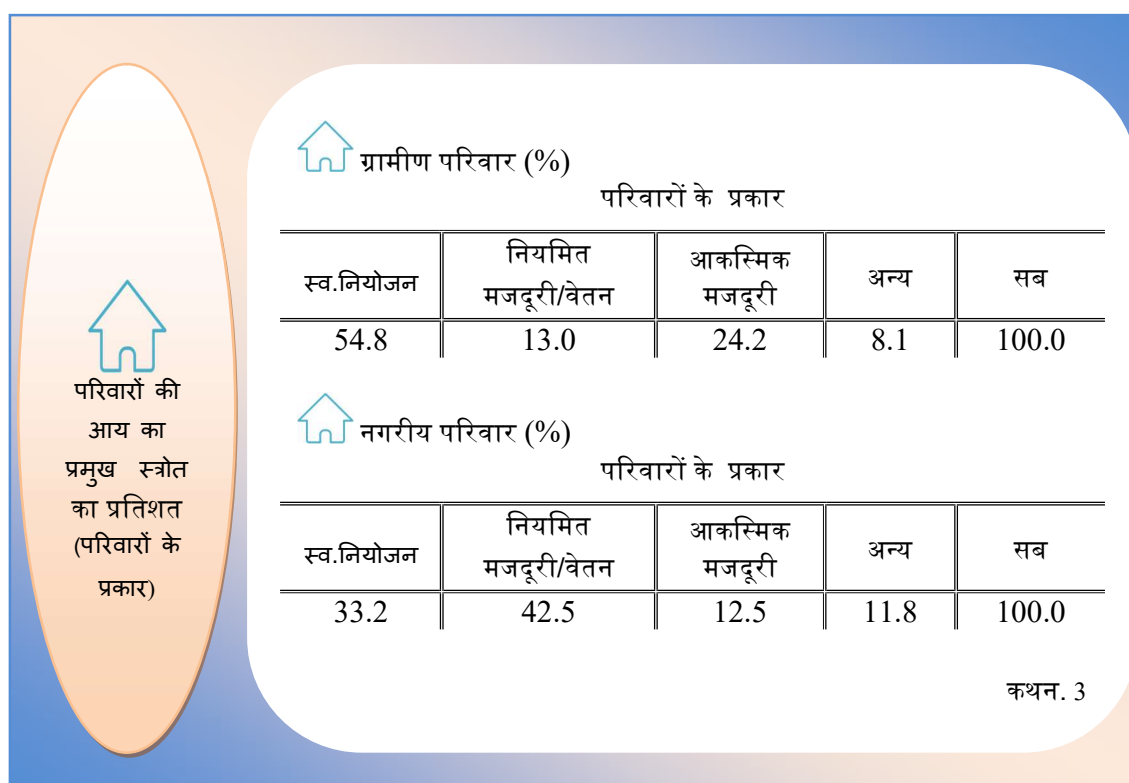 परिवारों की
आय का
प्रमुख स्त्रोत
का प्रतिशत
(परिवारों के
प्रकार)
ग्रामीण परिवार (%)
परिवारों के प्रकार
स्व.नियोजन नियमित मजदूरी/वेतन आकस्मिक मजदूरी अन्य सब
54.8 13.0 24.2 8.1 100.0
नगरीय परिवार (%)
परिवारों के प्रकार
स्व.नियोजन नियमित मजदूरी/वेतन आकस्मिक मजदूरी अन्य सब
33.2 42.5 12.5 11.8 100.0
कथन. 3